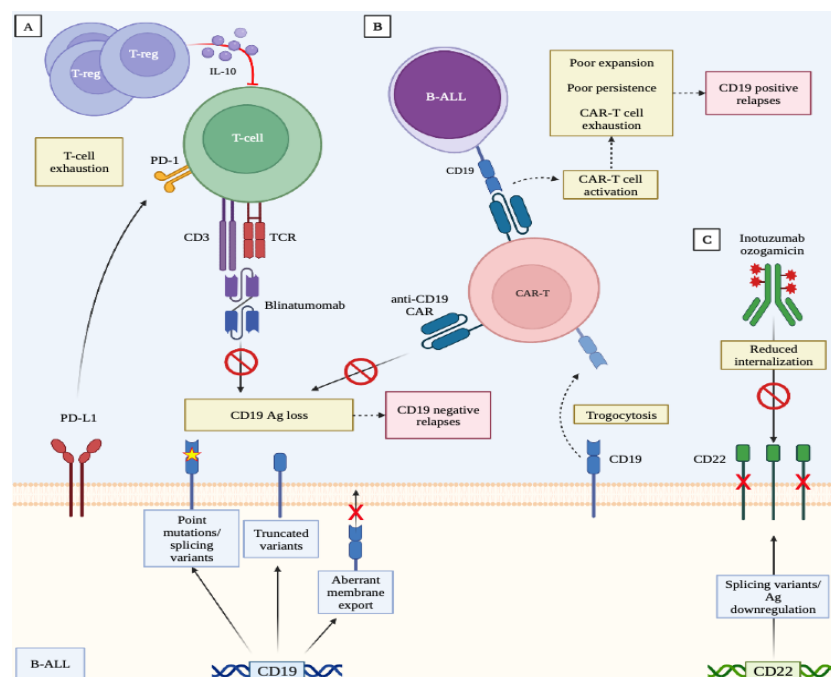 A
T-reg
T-reg
T-reg
IL-10
T-cell
T-cell
exhaustion
PD-1
CD3
TCR
Blinatumomab
PD-L1
CD19 Ag loss
CD19 negative
relapses
Point
mutations/
splicing
variants
Truncated
variants
Aberrant
membrane
export
CD19
B-ALL
B
B-ALL
CD19
Poor expansion
Poor persistence
CAR-T cell
exhaustion
CD19 positive
relapses
CAR-T cell
activation
CAR-T
anti-CD19
CAR
Trogocytosis
CD19
C
Inotuzumab
ozogamicin
Reduced
internalization
CD22
Splicing variants/
Ag
downregulation
CD22